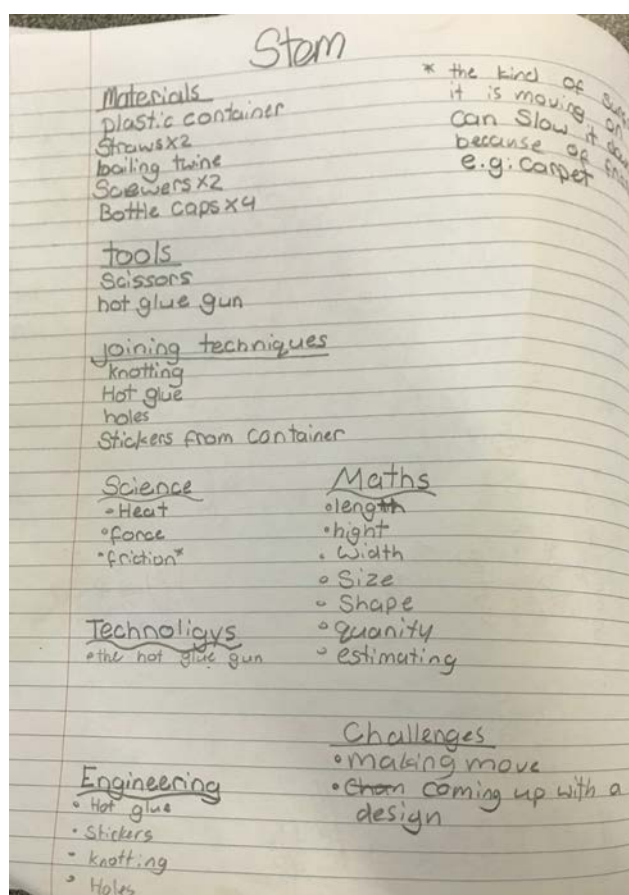 Stem
Materials
plastic container
Straws x2
bailing twine
Scewers x2
Bottle caps x4
* the kind of
it is moving on
can slow it
because of
e.g: carpet
tools
Scissors
hot glue gun
joining techniques
knotting
Hot glue
holes
Stickers from container
Science
• Heat
• force
• friction*
Maths
• length
• hight
• Width
• Size
• Shape
• quanity
• estimating
Technoligys
• the hot glue gun
Challenges
• making move
• coming up with a
design
Engineering
• Hot glue
• Stickers
• knotting
• Holes